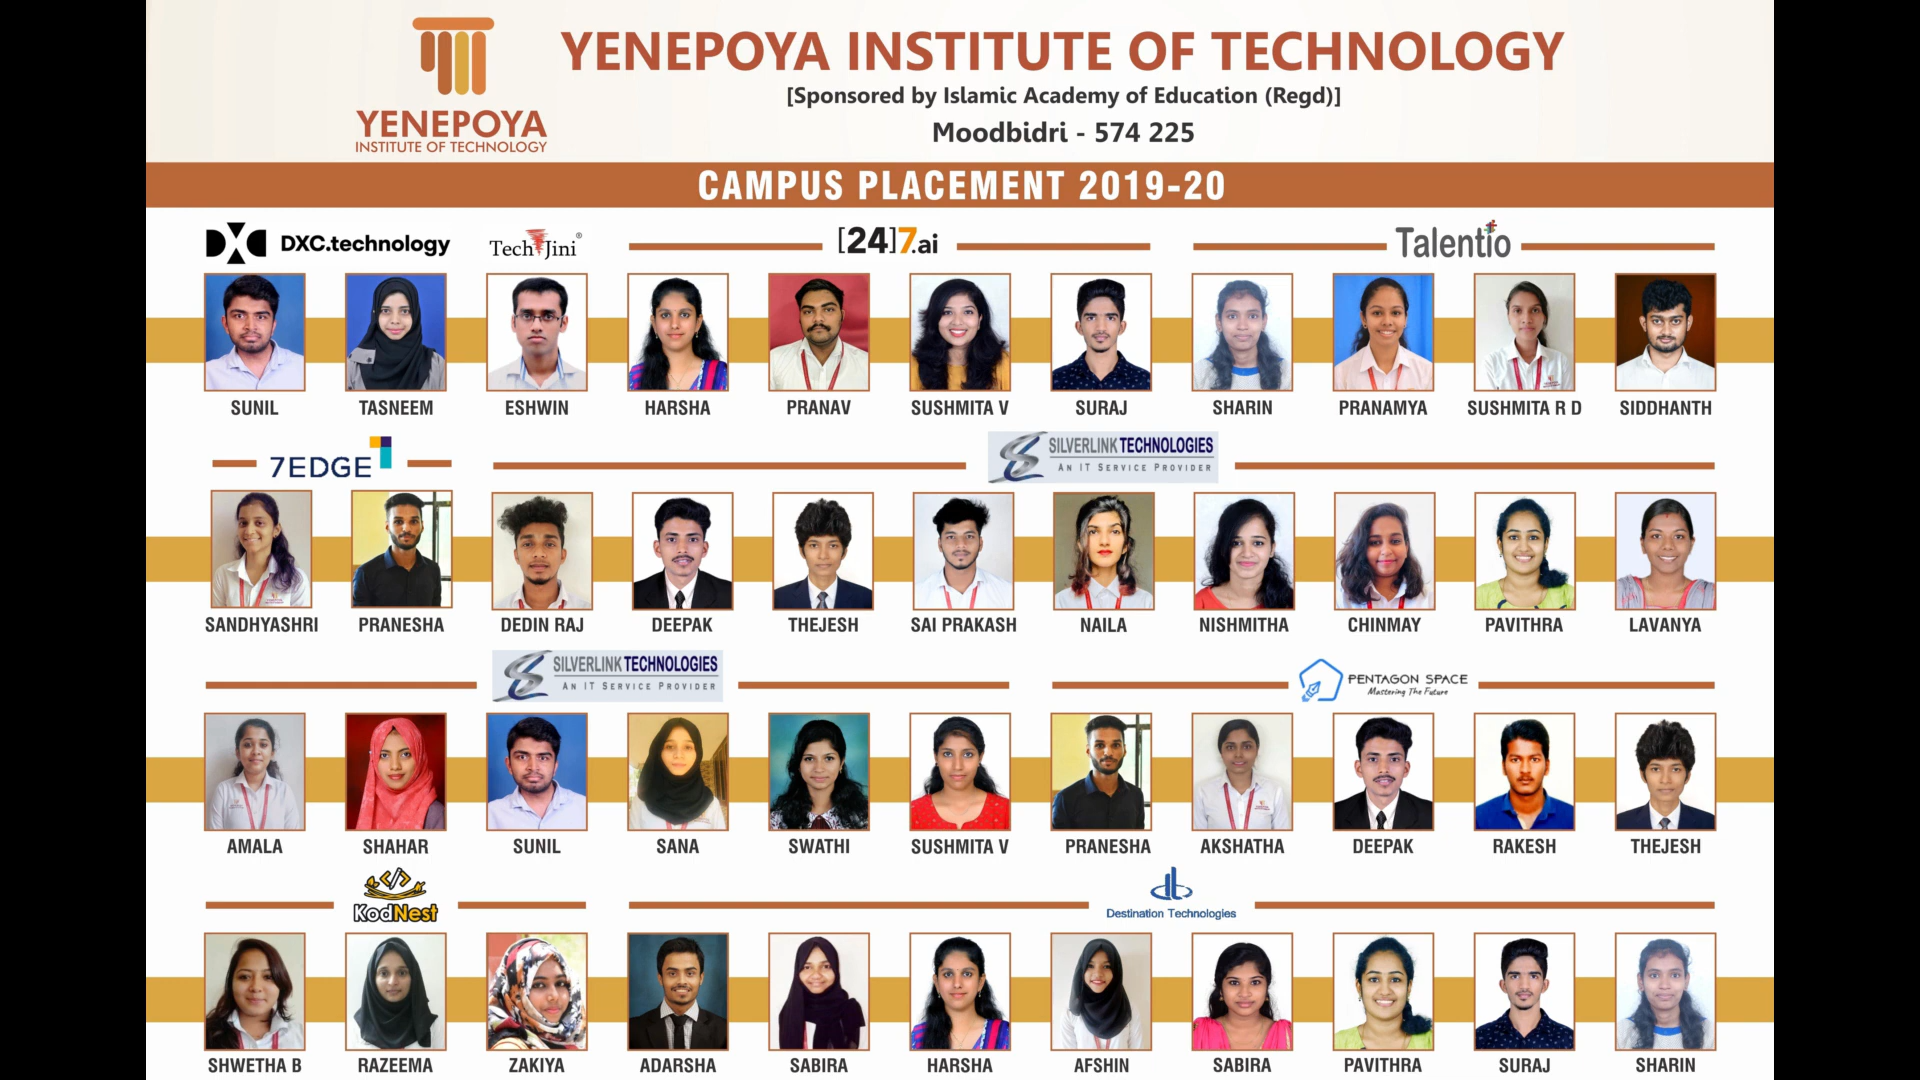 YENEPOYA
INSTITUTE OF TECHNOLOGY
YENEPOYA INSTITUTE OF TECHNOLOGY
[Sponsored by Islamic Academy of Education (Regd)]
Moodbidri - 574 225
CAMPUS PLACEMENT 2019-20
DXC.technology TechJini® [24]7.ai Talentio
SUNIL TASNEEM ESHWIN HARSHA PRANAV SUSHMITA V SURAJ SHARIN PRANAMYA SUSHMITA R D SIDDHANTH
7EDGE SILVERLINK TECHNOLOGIES
AN IT SERVICE PROVIDER
SANDHYASHRI PRANESHA DEDIN RAJ DEEPAK THEJESH SAI PRAKASH NAILA NISHMITHA CHINMAY PAVITHRA LAVANYA
SILVERLINK TECHNOLOGIES PENTAGON SPACE
AN IT SERVICE PROVIDER Mastering The Future
AMALA SHAHAR SUNIL SANA SWATHI SUSHMITA V PRANESHA AKSHATHA DEEPAK RAKESH THEJESH
KodNest Destination Technologies
SHWETHA B RAZEEMA ZAKIYA ADARSHA SABIRA HARSHA AFSHIN SABIRA PAVITHRA SURAJ SHARIN